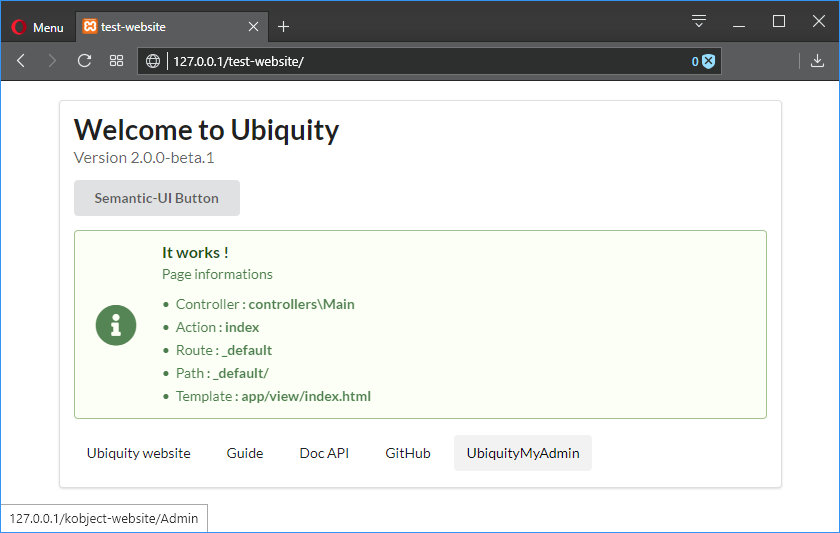 Menu
test-website
127.0.0.1/test-website/
0
Welcome to Ubiquity
Version 2.0.0-beta.1
Semantic-UI Button
It works !
Page informations
• Controller : controllers\Main
• Action : index
• Route : _default
• Path : _default/
• Template : app/view/index.html
Ubiquity website Guide Doc API GitHub UbiquityMyAdmin
127.0.0.1/kobject-website/Admin